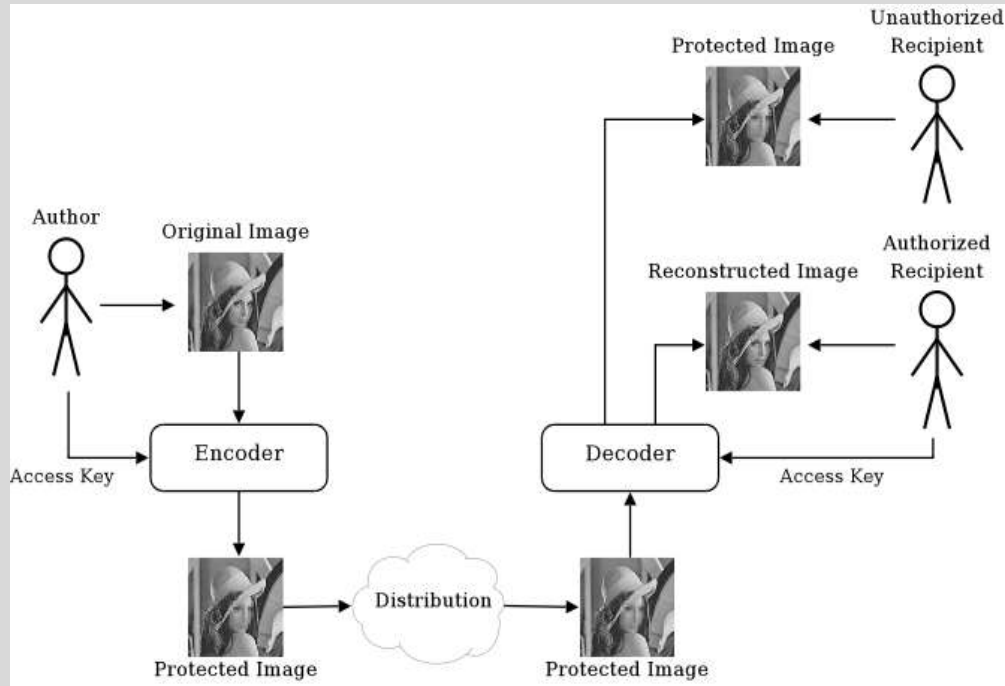 Unauthorized
Recipient
Protected Image
Author
Original Image
Authorized
Recipient
Reconstructed Image
Encoder
Decoder
Access Key
Access Key
Distribution
Protected Image
Protected Image